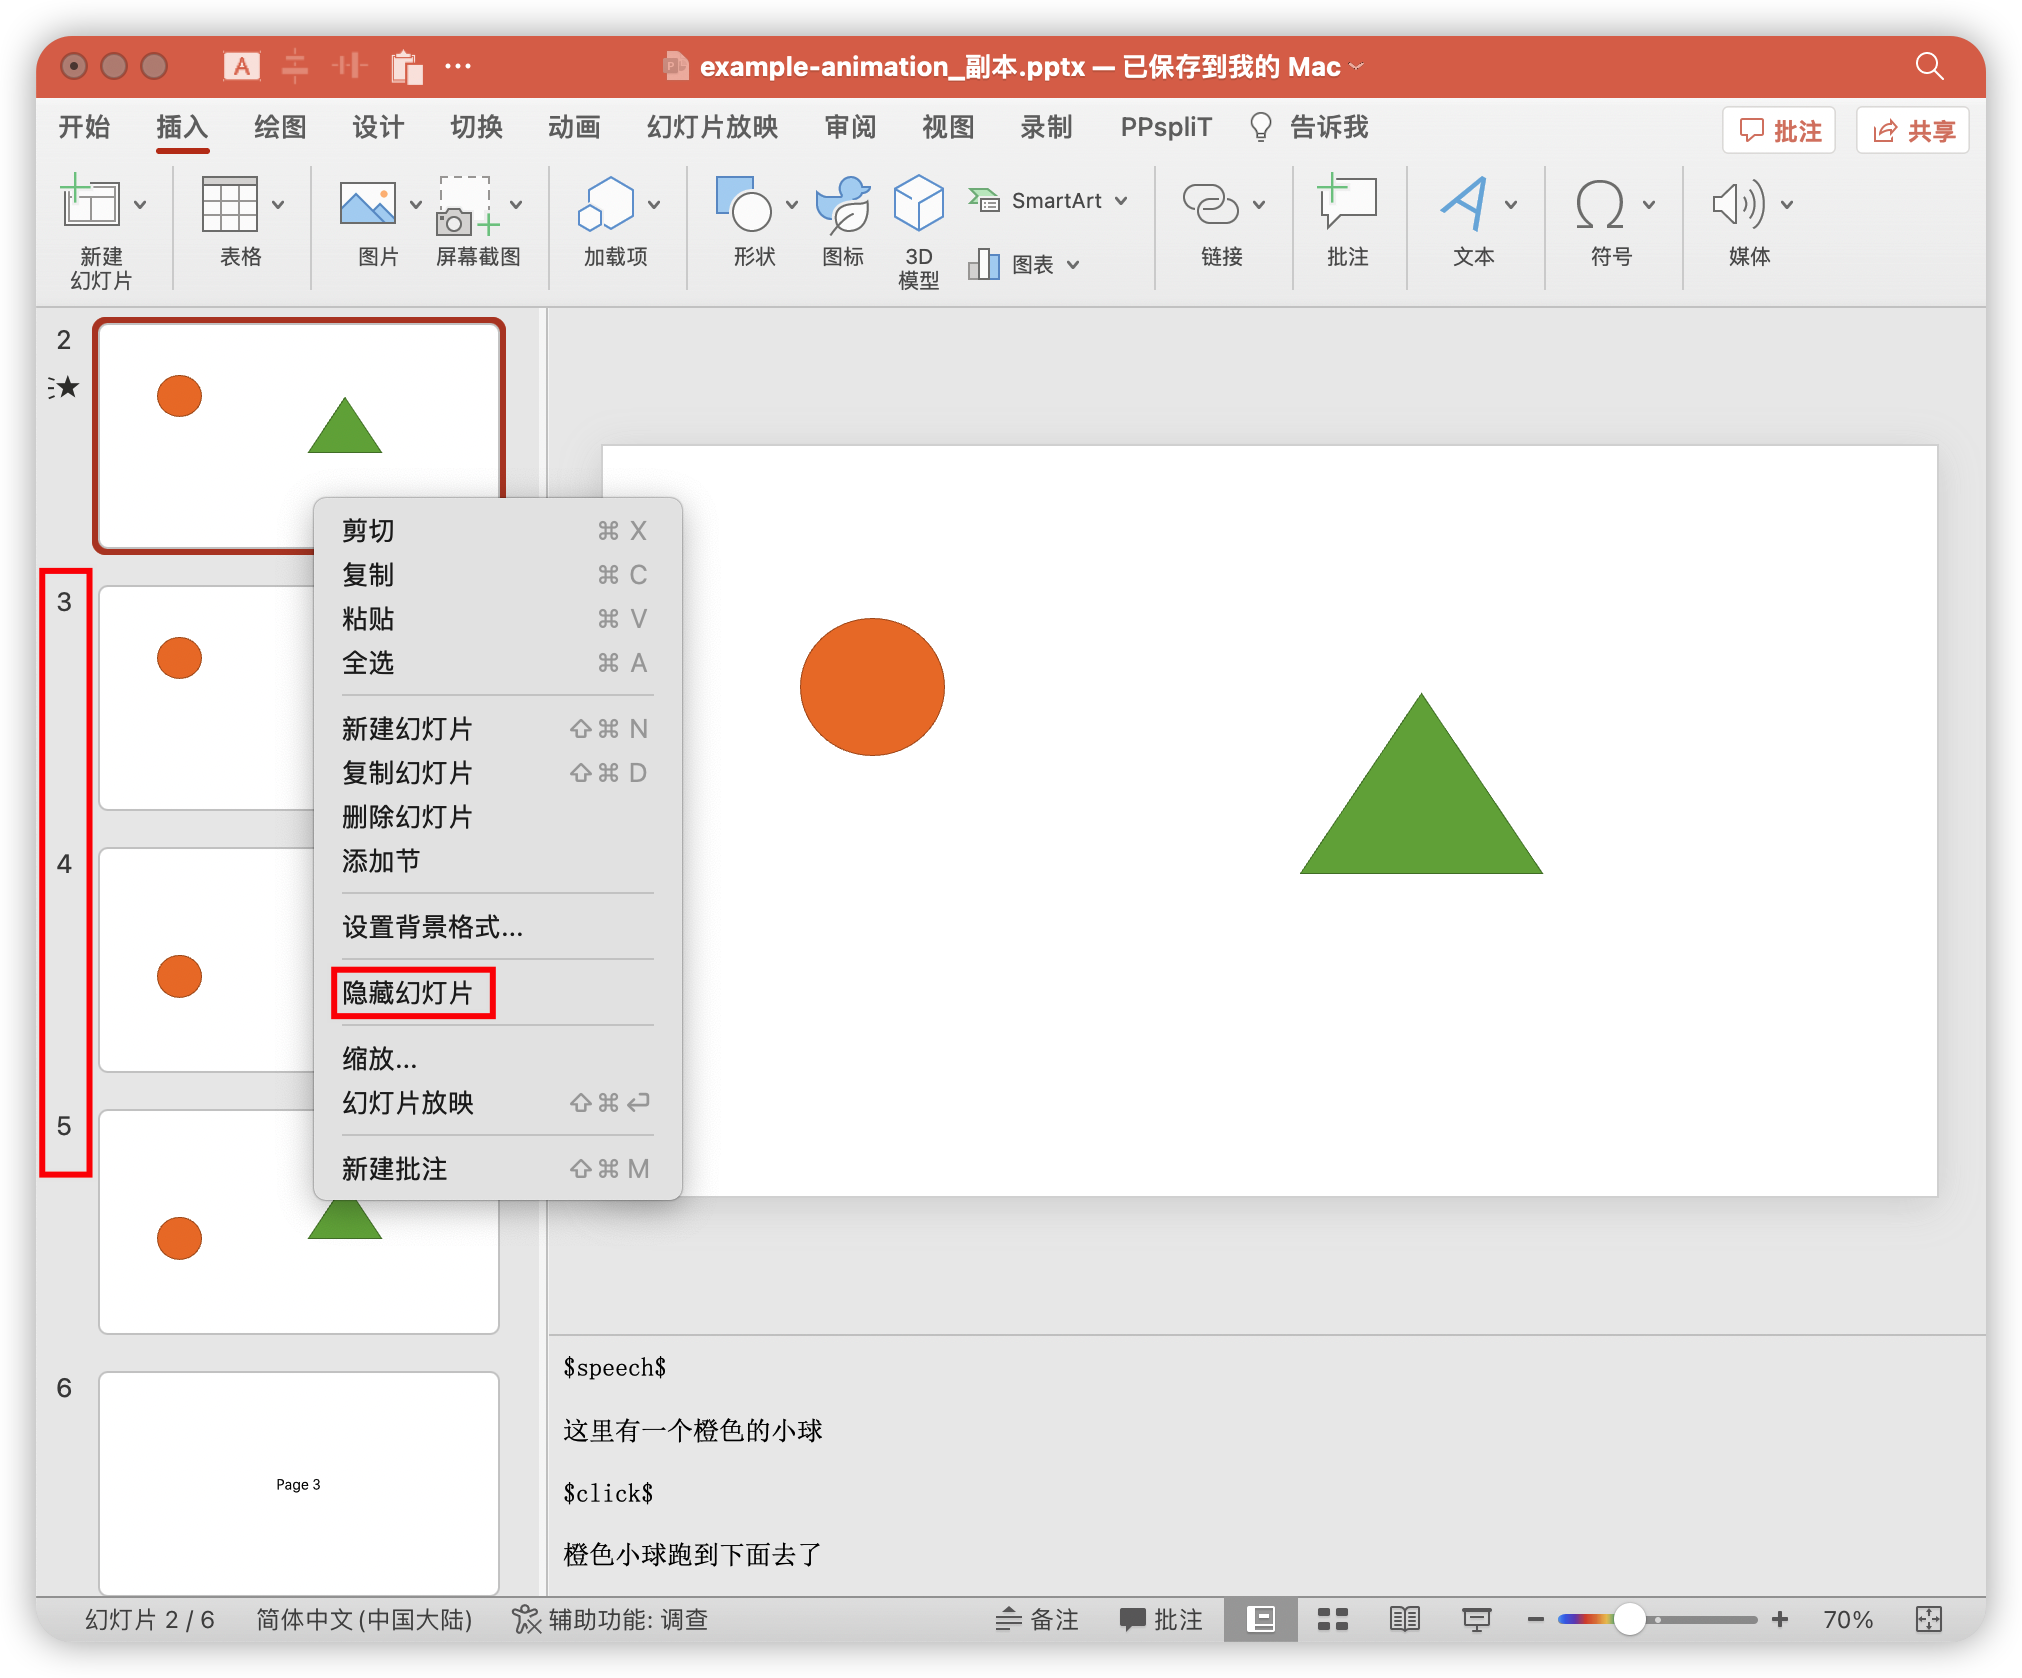 example-animation_副本.pptx — 已保存到我的 Mac
开始 插入 绘图 设计 切换 动画 幻灯片放映 审阅 视图 录制 PPspliT 告诉我 批注 共享
新建
幻灯片
表格
图片
屏幕截图
加载项
形状
图标
3D
模型
SmartArt
图表
链接
批注
文本
符号
媒体
2
3
4
5
6
剪切 ⌘ X
复制 ⌘ C
粘贴 ⌘ V
全选 ⌘ A
新建幻灯片 ⇧⌘ N
复制幻灯片 ⇧⌘ D
删除幻灯片
添加节
设置背景格式...
隐藏幻灯片
缩放...
幻灯片放映 ⇧⌘↩
新建批注 ⇧⌘ M
Page 3
$speech$
这里有一个橙色的小球
$click$
橙色小球跑到下面去了
幻灯片 2 / 6 简体中文 (中国大陆) 辅助功能: 调查 备注 批注 70%